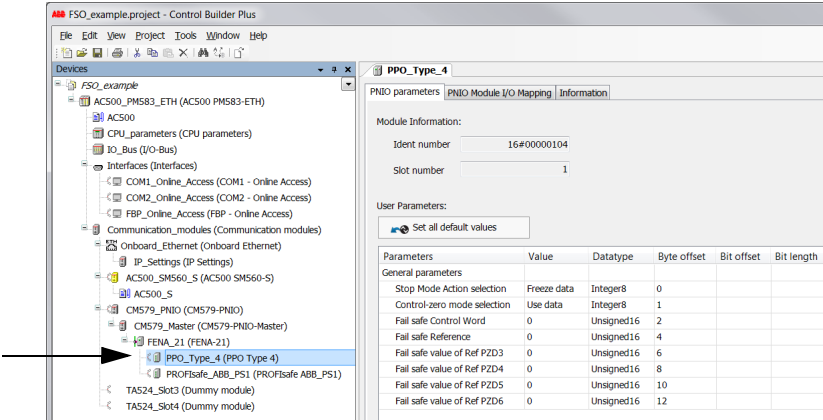 ABB FSO_example.project - Control Builder Plus
File Edit View Project Tools Window Help
Devices
FSO_example
AC500_PM583_ETH (AC500 PM583-ETH)
AC500
CPU_parameters (CPU parameters)
IO_Bus (I/O-Bus)
Interfaces (Interfaces)
COM1_Online_Access (COM1 - Online Access)
COM2_Online_Access (COM2 - Online Access)
FBP_Online_Access (FBP - Online Access)
Communication_modules (Communication modules)
Onboard_Ethernet (Onboard Ethernet)
IP_Settings (IP Settings)
AC500_SM560_S (AC500 SM560-S)
AC500_S
CM579_PNIO (CM579-PNIO)
CM579_Master (CM579-PNIO-Master)
FENA_21 (FENA-21)
PPO_Type_4 (PPO Type 4)
PROFIsafe_ABB_PS1 (PROFIsafe ABB_PS1)
TA524_Slot3 (Dummy module)
TA524_Slot4 (Dummy module)
PPO_Type_4
PNIO parameters PNIO Module I/O Mapping Information
Module Information:
Ident number 16#00000104
Slot number 1
User Parameters:
Set all default values
Parameters Value Datatype Byte offset Bit offset Bit length
General parameters
Stop Mode Action selection Freeze data Integer8 0
Control-zero mode selection Use data Integer8 1
Fail safe Control Word 0 Unsigned16 2
Fail safe Reference 0 Unsigned16 4
Fail safe value of Ref PZD3 0 Unsigned16 6
Fail safe value of Ref PZD4 0 Unsigned16 8
Fail safe value of Ref PZD5 0 Unsigned16 10
Fail safe value of Ref PZD6 0 Unsigned16 12